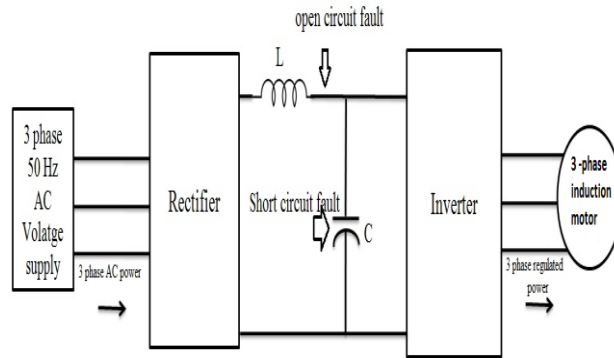 open circuit fault
L
3 phase
50 Hz
AC
Volatge
supply
Rectifier
Short circuit fault
C
Inverter
3 -phase
induction
motor
3 phase AC power
3 phase regulated
power